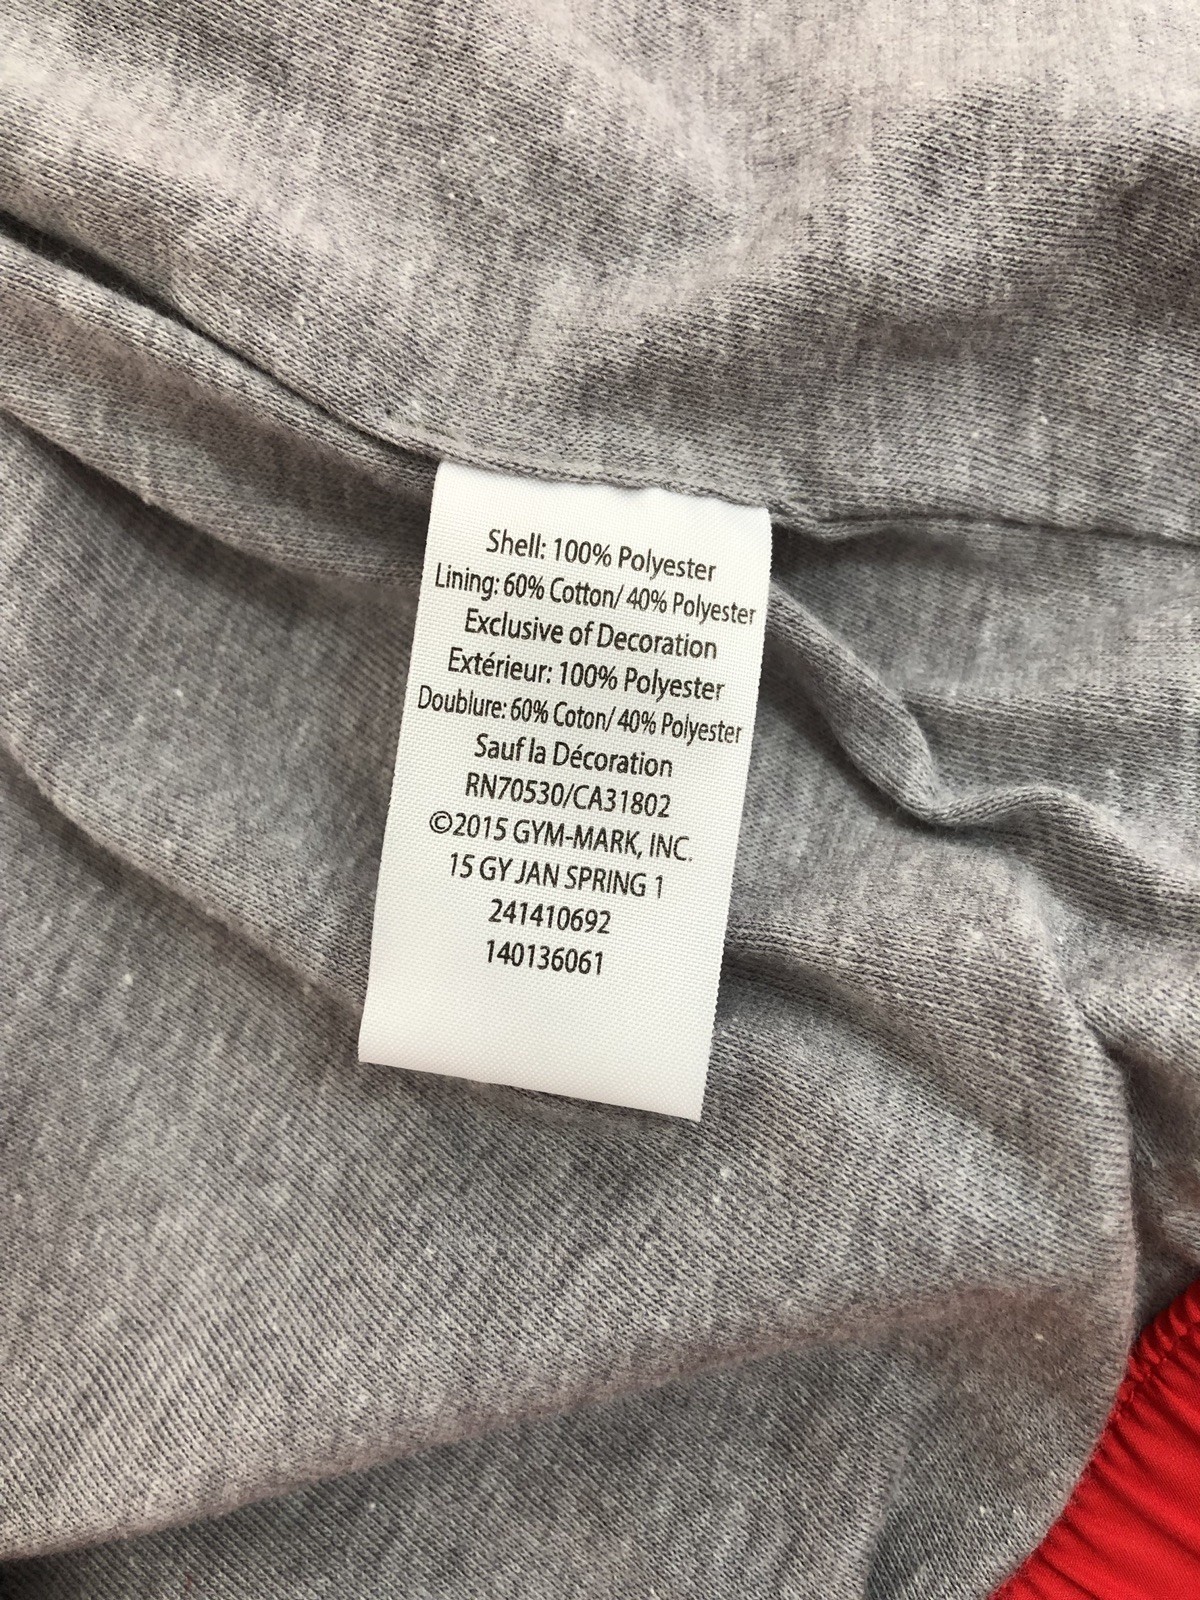 Shell: 100% Polyester
Lining: 60% Cotton/ 40% Polyester
Exclusive of Decoration
Extérieur: 100% Polyester
Doublure: 60% Coton/ 40% Polyester
Sauf la Décoration
RN70530/CA31802
©2015 GYM-MARK, INC.
15 GY JAN SPRING 1
241410692
140136061